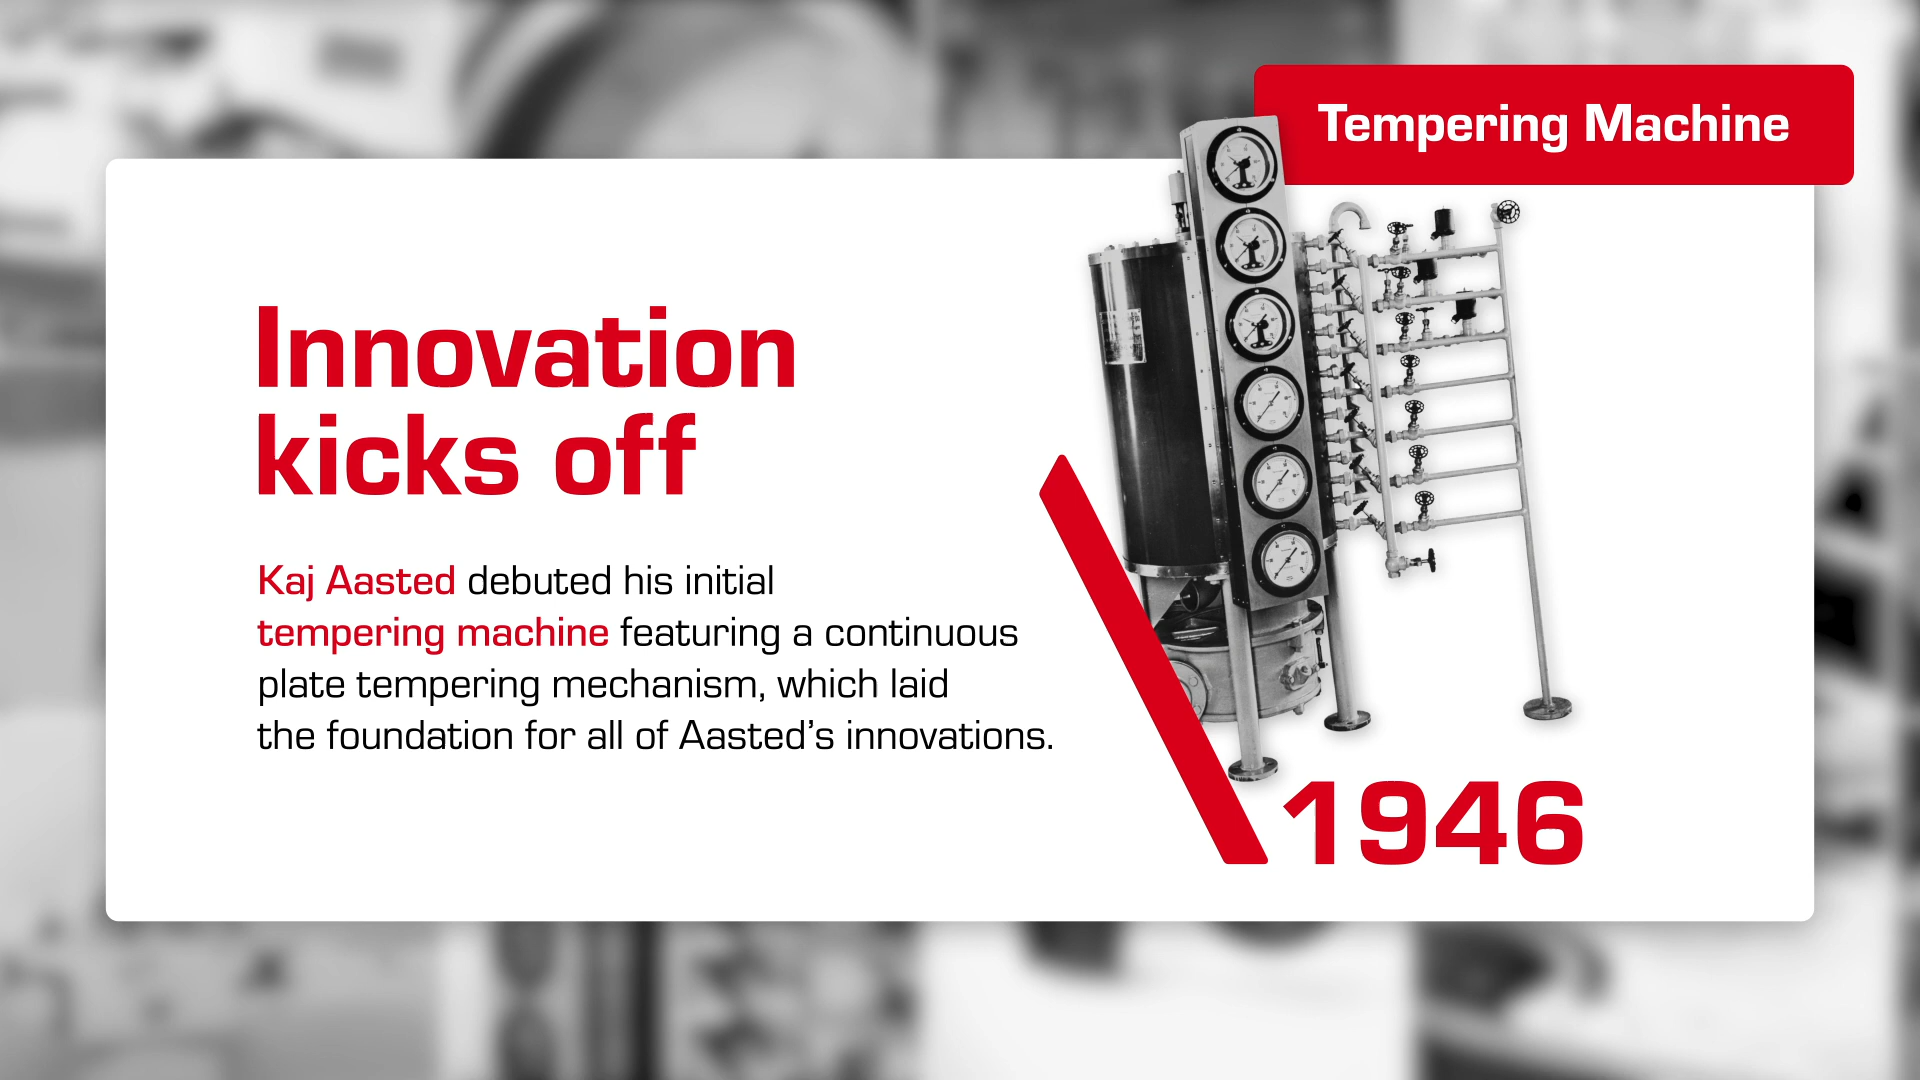 Tempering Machine
Innovation
kicks off
Kaj Aasted debuted his initial
tempering machine featuring a continuous
plate tempering mechanism, which laid
the foundation for all of Aasted’s innovations.
1946